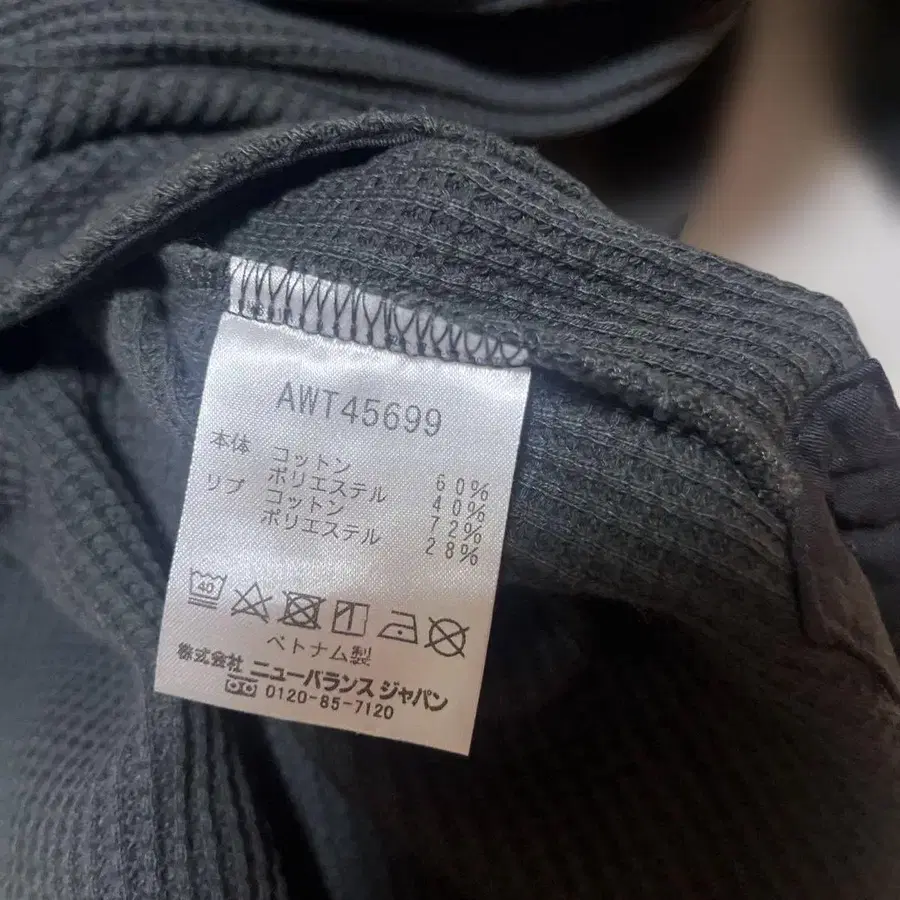 AWT45699
本体 コットン 60%
ポリエステル 40%
リブ コットン 72%
ポリエステル 28%
40
ベトナム製
株式会社 ニューバランス ジャパン
0120-85-7120